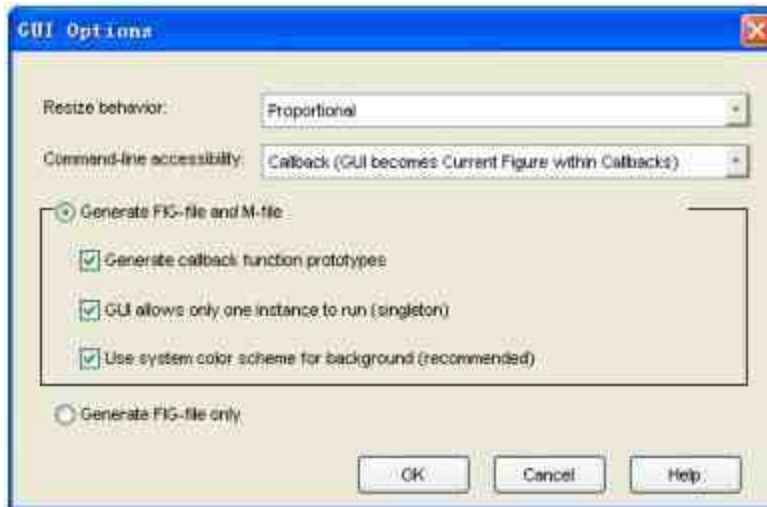 GUI Options
Resize behavior:
Proportional
Command-line accessibility:
Callback (GUI becomes Current Figure within Callbacks)
Generate FIG-file and M-file
Generate callback function prototypes
GUI allows only one instance to run (singleton)
Use system color scheme for background (recommended)
Generate FIG-file only
OK
Cancel
Help